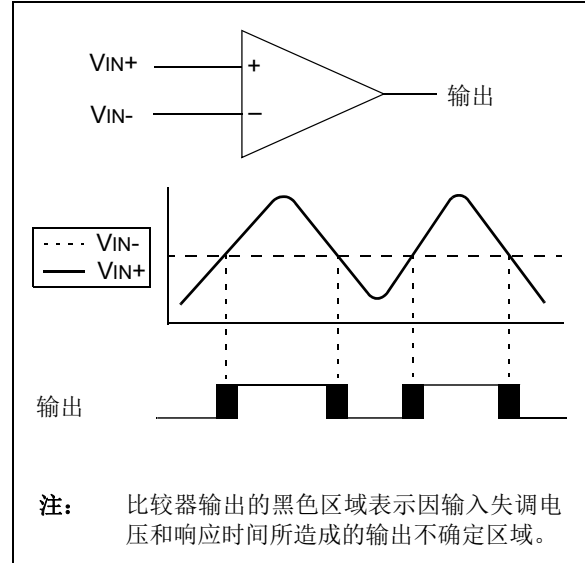 VIN+
+
VIN-
–
输出
VIN-
VIN+
输出
注： 比较器输出的黑色区域表示因输入失调电
压和响应时间所造成的输出不确定区域。